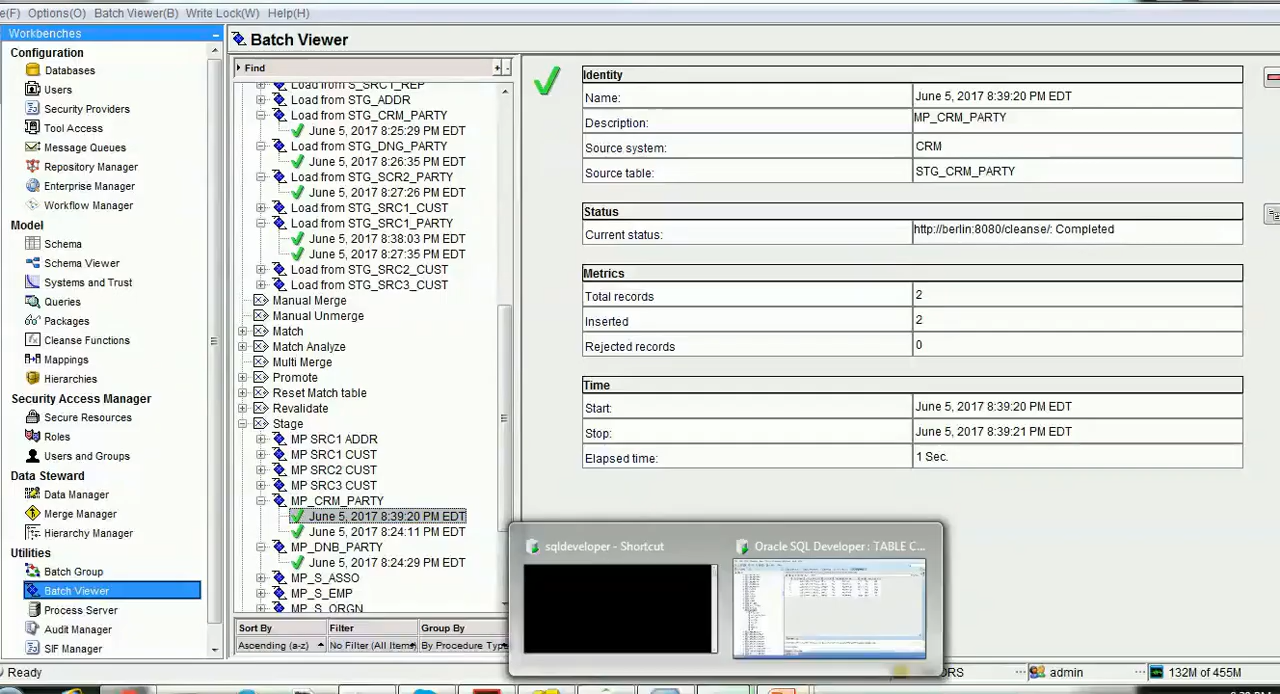 e(F) Options(O) Batch Viewer(B) Write Lock(W) Help(H)
Workbenches
Configuration
Databases
Users
Security Providers
Tool Access
Message Queues
Repository Manager
Enterprise Manager
Workflow Manager
Model
Schema
Schema Viewer
Systems and Trust
Queries
Packages
Cleanse Functions
Mappings
Hierarchies
Security Access Manager
Secure Resources
Roles
Users and Groups
Data Steward
Data Manager
Merge Manager
Hierarchy Manager
Utilities
Batch Group
Batch Viewer
Process Server
Audit Manager
SIF Manager
Ready
Batch Viewer
Find
Load from S_SRC1_REP
Load from STG_ADDR
Load from STG_CRM_PARTY
June 5, 2017 8:25:29 PM EDT
Load from STG_DNG_PARTY
June 5, 2017 8:26:35 PM EDT
Load from STG_SCR2_PARTY
June 5, 2017 8:27:26 PM EDT
Load from STG_SRC1_CUST
Load from STG_SRC1_PARTY
June 5, 2017 8:38:03 PM EDT
June 5, 2017 8:27:35 PM EDT
Load from STG_SRC2_CUST
Load from STG_SRC3_CUST
Manual Merge
Manual Unmerge
Match
Match Analyze
Multi Merge
Promote
Reset Match table
Revalidate
Stage
MP SRC1 ADDR
MP SRC1 CUST
MP SRC2 CUST
MP SRC3 CUST
MP_CRM_PARTY
June 5, 2017 8:39:20 PM EDT
June 5, 2017 8:24:11 PM EDT
MP_DNB_PARTY
June 5, 2017 8:24:29 PM EDT
MP_S_ASSO
MP_S_EMP
MP_S_ORGN
Sort By Filter Group By
Ascending (a-z) No Filter (All Items) By Procedure Typ
Identity
Name: June 5, 2017 8:39:20 PM EDT
Description: MP_CRM_PARTY
Source system: CRM
Source table: STG_CRM_PARTY
Status
Current status: http://berlin:8080/cleanse/: Completed
Metrics
Total records 2
Inserted 2
Rejected records 0
Time
Start: June 5, 2017 8:39:20 PM EDT
Stop: June 5, 2017 8:39:21 PM EDT
Elapsed time: 1 Sec.
sqldeveloper - Shortcut
Oracle SQL Developer : TABLE C...
ORS admin 132M of 455M